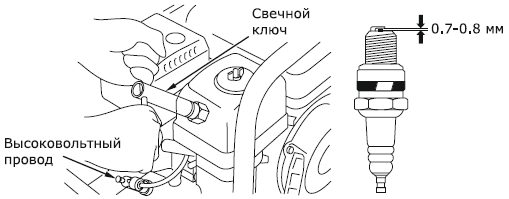 Свечной
ключ
0.7-0.8 мм
Высоковольтный
провод